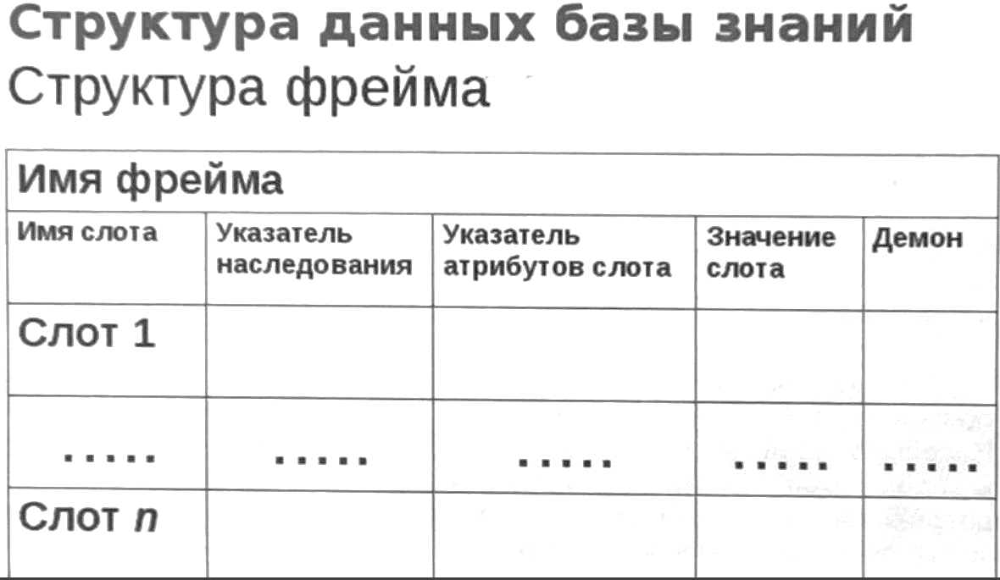 Структура данных базы знаний
Структура фрейма
Имя фрейма
Имя слота
Указатель
наследования
Указатель
атрибутов слота
Значение
слота
Демон
Слот 1
.....
.....
.....
.....
.....
Слот n